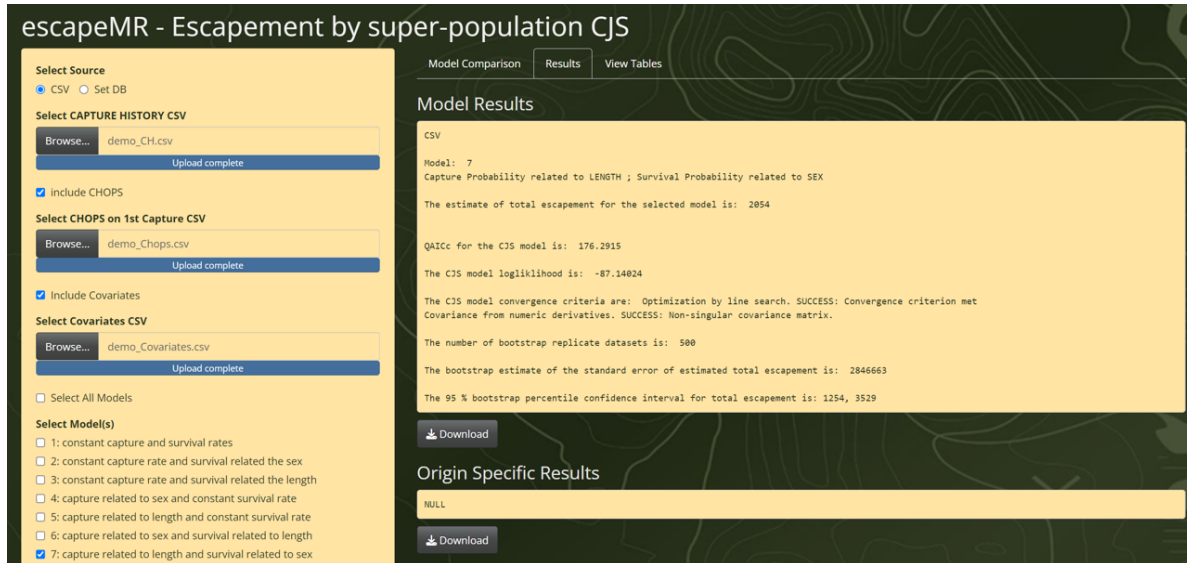 escapeMR - Escapement by super-population CJS
Select Source
CSV Set DB
Select CAPTURE HISTORY CSV
Browse... demo_CH.csv
Upload complete
include CHOPS
Select CHOPS on 1st Capture CSV
Browse... demo_Chops.csv
Upload complete
Include Covariates
Select Covariates CSV
Browse... demo_Covariates.csv
Upload complete
Select All Models
Select Model(s)
1: constant capture and survival rates
2: constant capture rate and survival related the sex
3: constant capture rate and survival related the length
4: capture related to sex and constant survival rate
5: capture related to length and constant survival rate
6: capture related to sex and survival related to length
7: capture related to length and survival related to sex
Model Comparison Results View Tables
Model Results
CSV
Model: 7
Capture Probability related to LENGTH ; Survival Probability related to SEX
The estimate of total escapement for the selected model is: 2054
QAICc for the CJS model is: 176.2915
The CJS model logliklihood is: -87.14024
The CJS model convergence criteria are: Optimization by line search. SUCCESS: Convergence criterion met
Covariance from numeric derivatives. SUCCESS: Non-singular covariance matrix.
The number of bootstrap replicate datasets is: 500
The bootstrap estimate of the standard error of estimated total escapement is: 2846663
The 95 % bootstrap percentile confidence interval for total escapement is: 1254, 3529
Download
Origin Specific Results
NULL
Download